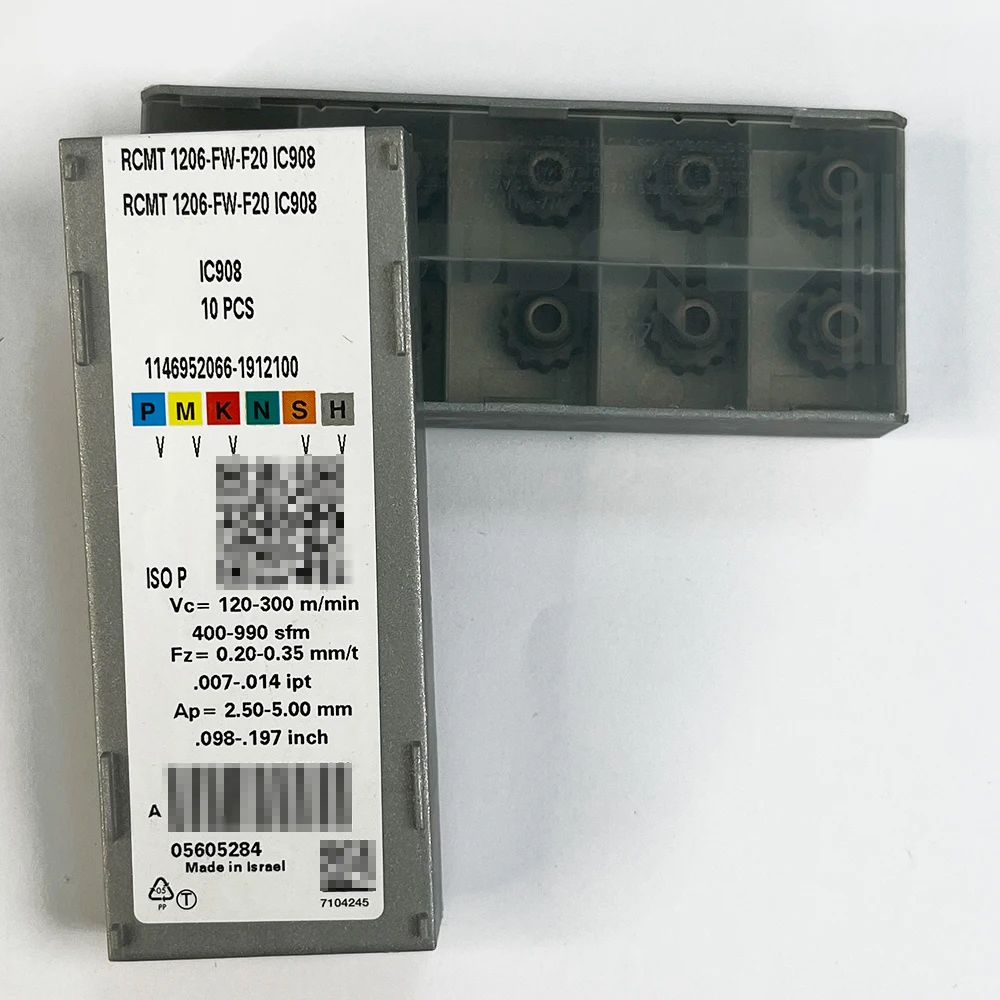 RCMT 1206-FW-F20 IC908
RCMT 1206-FW-F20 IC908
IC908
10 PCS
1146952066-1912100
P M K N S H
V V V V V
ISO P
Vc= 120-300 m/min
400-990 sfm
Fz= 0.20-0.35 mm/t
.007-.014 ipt
Ap= 2.50-5.00 mm
.098-.197 inch
A
05605284
Made in Israel
05
PP
T
7104245